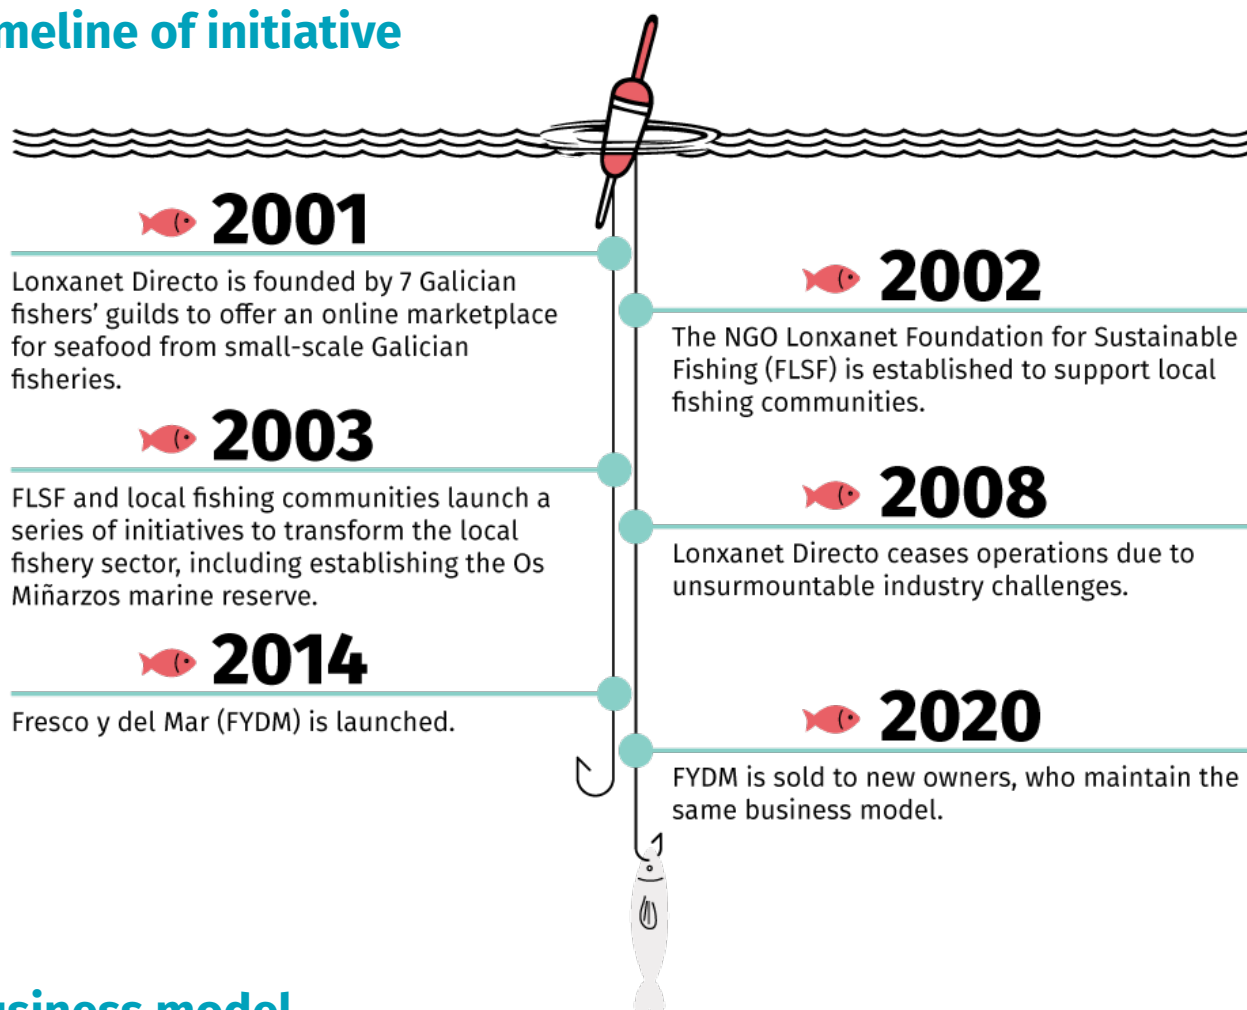 meline of initiative
2001
Lonxanet Directo is founded by 7 Galician
fishers’ guilds to offer an online marketplace
for seafood from small-scale Galician
fisheries.
2002
The NGO Lonxanet Foundation for Sustainable
Fishing (FLSF) is established to support local
fishing communities.
2003
FLSF and local fishing communities launch a
series of initiatives to transform the local
fishery sector, including establishing the Os
Miñarzos marine reserve.
2008
Lonxanet Directo ceases operations due to
unsurmountable industry challenges.
2014
Fresco y del Mar (FYDM) is launched.
2020
FYDM is sold to new owners, who maintain the
same business model.
usiness model